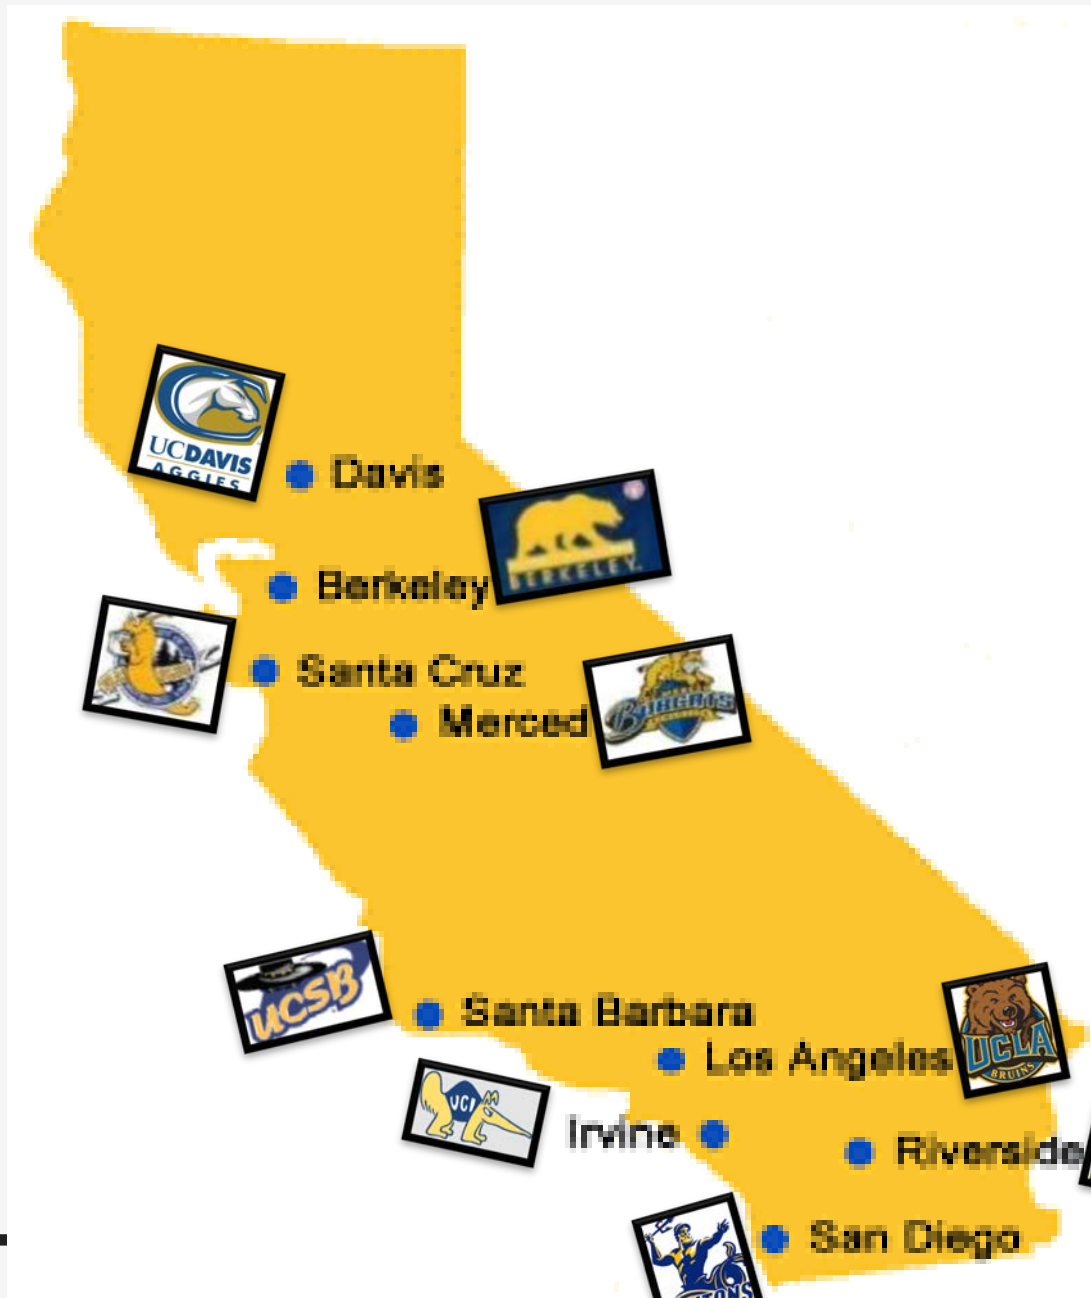 UCDAVIS
AGGIES
Davis
BERKELEY
Berkeley
Santa Cruz
BOBCATS
Merced
UCSB
Santa Barbara
Los Angeles
UCLA
BRUINS
UCI
Irvine
Riverside
San Diego